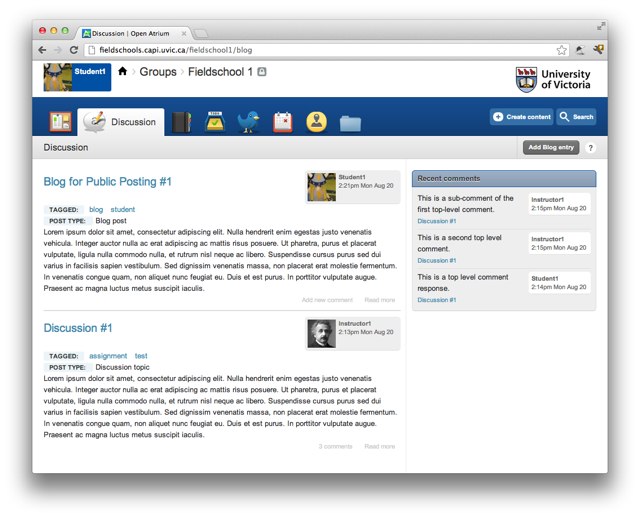 Discussion | Open Atrium
fieldschools.capi.uvic.ca/fieldschool1/blog
Student1
Groups
Fieldschool 1
University
of Victoria
Discussion
Create content
Search
Discussion
Add Blog entry
?
Blog for Public Posting #1
Student1
2:21pm Mon Aug 20
TAGGED: blog student
POST TYPE: Blog post
Lorem ipsum dolor sit amet, consectetur adipiscing elit. Nulla hendrerit enim egestas justo venenatis
vehicula. Integer auctor nulla ac erat adipiscing ac mattis risus posuere. Ut pharetra, purus et placerat
vulputate, ligula nulla commodo nulla, et rutrum nisl neque ac libero. Suspendisse cursus purus sed dui
varius in facilisis sapien vestibulum. Sed dignissim venenatis massa, non placerat erat molestie fermentum.
In venenatis congue quam, non aliquet nunc feugiat eu. Duis et est purus. In porttitor vulputate augue.
Praesent ac magna luctus metus suscipit iaculis.
Add new comment Read more
Discussion #1
Instructor1
2:13pm Mon Aug 20
TAGGED: assignment test
POST TYPE: Discussion topic
Lorem ipsum dolor sit amet, consectetur adipiscing elit. Nulla hendrerit enim egestas justo venenatis
vehicula. Integer auctor nulla ac erat adipiscing ac mattis risus posuere. Ut pharetra, purus et placerat
vulputate, ligula nulla commodo nulla, et rutrum nisl neque ac libero. Suspendisse cursus purus sed dui
varius in facilisis sapien vestibulum. Sed dignissim venenatis massa, non placerat erat molestie fermentum.
In venenatis congue quam, non aliquet nunc feugiat eu. Duis et est purus. In porttitor vulputate augue.
Praesent ac magna luctus metus suscipit iaculis.
3 comments Read more
Recent comments
This is a sub-comment of the
first top-level comment.
Discussion #1
Instructor1
2:15pm Mon Aug 20
This is a second top level
comment.
Discussion #1
Instructor1
2:15pm Mon Aug 20
This is a top level comment
response.
Discussion #1
Student1
2:14pm Mon Aug 20